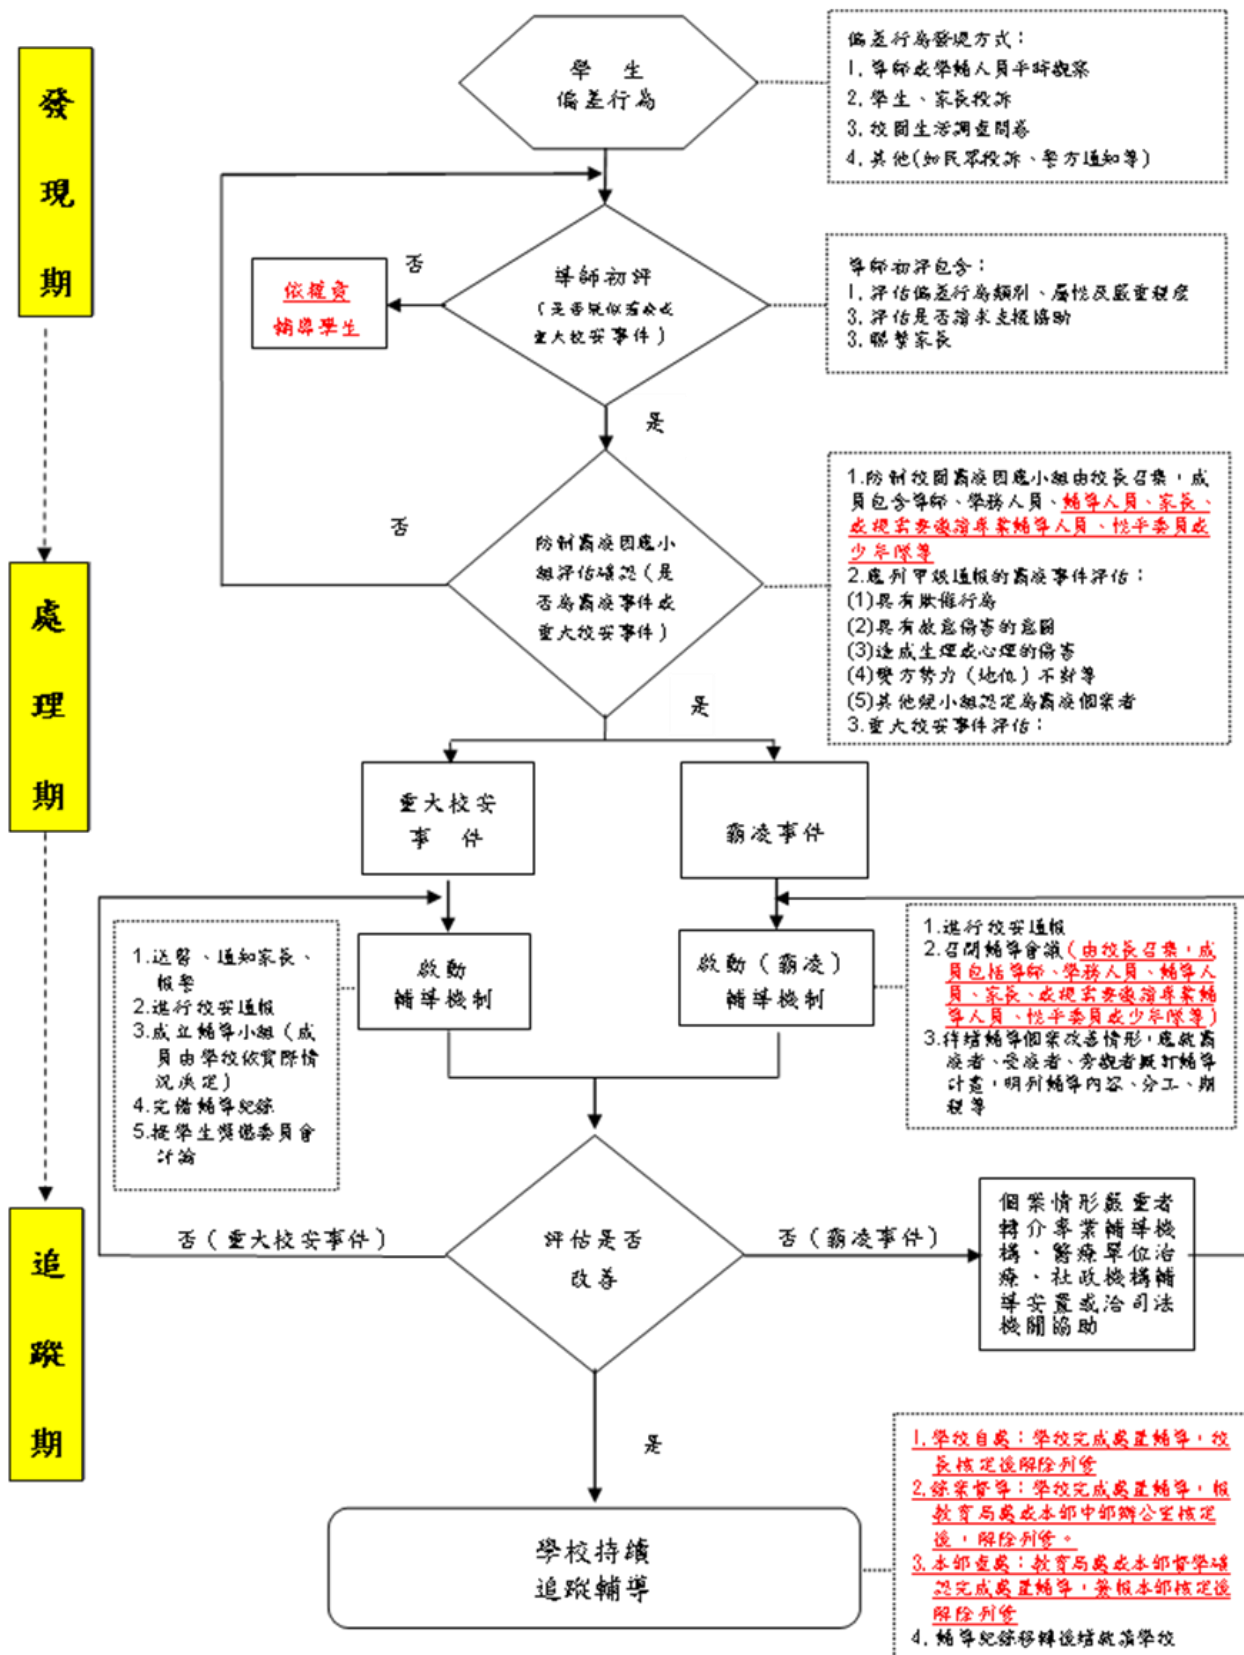 發現期
學　生
偏差行為
偏差行為發現方式：
1. 導師或學輔人員平時觀察
2. 學生、家長投訴
3. 校園生活調查問卷
4. 其他(如民眾投訴、警方通知等)
否
依權責
輔導學生
導師初評
(是否疑似霸凌或
重大校安事件)
導師初評包含：
1. 評估偏差行為類別、屬性及嚴重程度
3. 評估是否請求支援協助
3. 聯繫家長
是
處理期
否
防制霸凌因應小
組評估確認(是
否為霸凌事件或
重大校安事件)
1.防制校園霸凌因應小組由校長召集，成
員包含導師、學務人員、輔導人員、家長、
或視需要邀請專業輔導人員、性平委員或
少年隊等
2.應列甲級通報的霸凌事件評估：
(1)具有欺侮行為
(2)具有故意傷害的意圖
(3)造成生理或心理的傷害
(4)雙方勢力（地位）不對等
(5)其他經小組認定為霸凌個案者
3.重大校安事件評估：
是
重大校安
事　件
霸凌事件
1.送醫、通知家長、
報警
2.進行校安通報
3.成立輔導小組（成
員由學校依實際情
況決定）
4.完備輔導紀錄
5.提學生獎懲委員會
討論
啟動
輔導機制
啟動（霸凌）
輔導機制
1.進行校安通報
2.召開輔導會議(由校長召集，成
員包括導師、學務人員、輔導人
員、家長、或視需要邀請專業輔
導人員、性平委員或少年隊等)
3.持續輔導個案改善情形，應就霸
凌者、受凌者、旁觀者擬訂輔導
計畫，明列輔導內容、分工、期
程等
追蹤期
否（重大校安事件）
評估是否
改善
否（霸凌事件）
個案情形嚴重者
轉介專業輔導機
構、醫療單位治
療、社政機構輔
導安置或洽司法
機關協助
是
學校持續
追蹤輔導
1. 學校自處：學校完成處遇輔導，校
長核定後解除列管
2. 錄案督導：學校完成處遇輔導，報
教育局處或本部中部辦公室核定
後，解除列管。
3. 本部查處：教育局處或本部督學確
認完成處遇輔導，簽報本部核定後
解除列管
4. 輔導紀錄移轉後續就讀學校